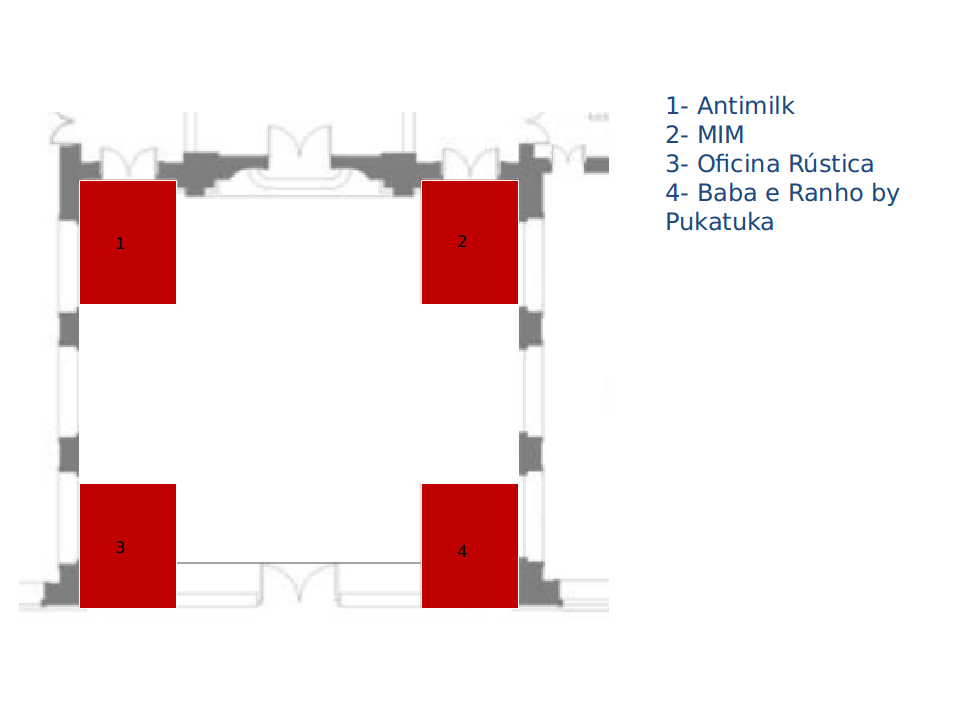 1- Antimilk
2- MIM
3- Oficina Rústica
4- Baba e Ranho by
Pukatuka
1
2
3
4